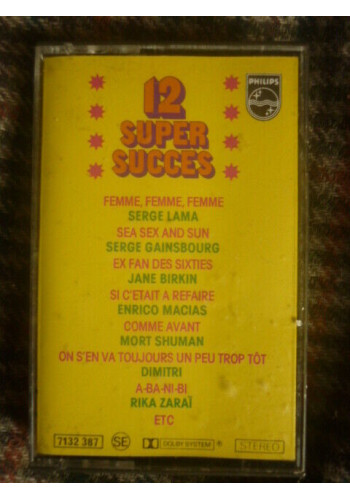 12
SUPER
SUCCES
PHILIPS
FEMME, FEMME, FEMME
SERGE LAMA
SEA SEX AND SUN
SERGE GAINSBOURG
EX FAN DES SIXTIES
JANE BIRKIN
SI C'ETAIT A REFAIRE
ENRICO MACIAS
COMME AVANT
MORT SHUMAN
ON S'EN VA TOUJOURS UN PEU TROP TÔT
DIMITRI
A-BA-NI-BI
RIKA ZARAÏ
ETC
7132 387 SE DOLBY SYSTEM ® STEREO